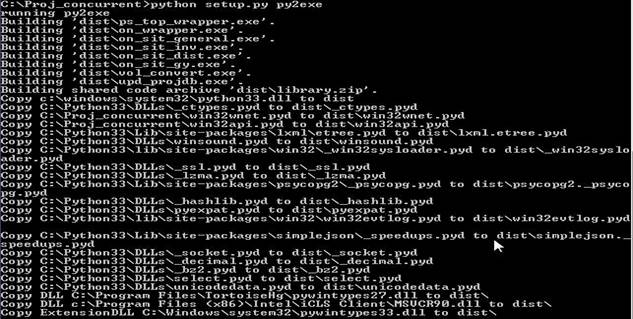 C:\Proj_concurrent>python setup.py py2exe
running py2exe
Building 'dist\ps_top_wrapper.exe'.
Building 'dist\on_wrapper.exe'.
Building 'dist\on_sit_general.exe'.
Building 'dist\on_sit_inv.exe'.
Building 'dist\on_sit_dist.exe'.
Building 'dist\on_sit_gy.exe'.
Building 'dist\vol_convert.exe'.
Building 'dist\upd_projdb.exe'.
Building shared code archive 'dist\library.zip'.
Copy c:\windows\system32\python33.dll to dist
Copy C:\Python33\DLLs\_ctypes.pyd to dist\_ctypes.pyd
Copy C:\Proj_concurrent\win32wnet.pyd to dist\win32wnet.pyd
Copy C:\Proj_concurrent\win32api.pyd to dist\win32api.pyd
Copy C:\Python33\Lib\site-packages\lxml\etree.pyd to dist\lxml.etree.pyd
Copy C:\Python33\DLLs\winsound.pyd to dist\winsound.pyd
Copy C:\Python33\Lib\site-packages\win32\_win32sysloader.pyd to dist\_win32syslo
ader.pyd
Copy C:\Python33\DLLs\_ssl.pyd to dist\_ssl.pyd
Copy C:\Python33\DLLs\_lzma.pyd to dist\_lzma.pyd
Copy C:\Python33\Lib\site-packages\psycopg2\_psycopg.pyd to dist\psycopg2._psyco
pg.pyd
Copy C:\Python33\DLLs\_hashlib.pyd to dist\_hashlib.pyd
Copy C:\Python33\DLLs\pyexpat.pyd to dist\pyexpat.pyd
Copy C:\Python33\Lib\site-packages\win32\win32evtlog.pyd to dist\win32evtlog.pyd
Copy C:\Python33\Lib\site-packages\simplejson\_speedups.pyd to dist\simplejson._
speedups.pyd
Copy C:\Python33\DLLs\_socket.pyd to dist\_socket.pyd
Copy C:\Python33\DLLs\_decimal.pyd to dist\_decimal.pyd
Copy C:\Python33\DLLs\_bz2.pyd to dist\_bz2.pyd
Copy C:\Python33\DLLs\select.pyd to dist\select.pyd
Copy C:\Python33\DLLs\unicodedata.pyd to dist\unicodedata.pyd
Copy DLL C:\Program Files\TortoiseHg\pywintypes27.dll to dist\
Copy DLL c:\Program Files (x86)\Intel\iCLS Client\MSVCR90.dll to dist\
Copy ExtensionDLL C:\Windows\system32\pywintypes33.dll to dist\